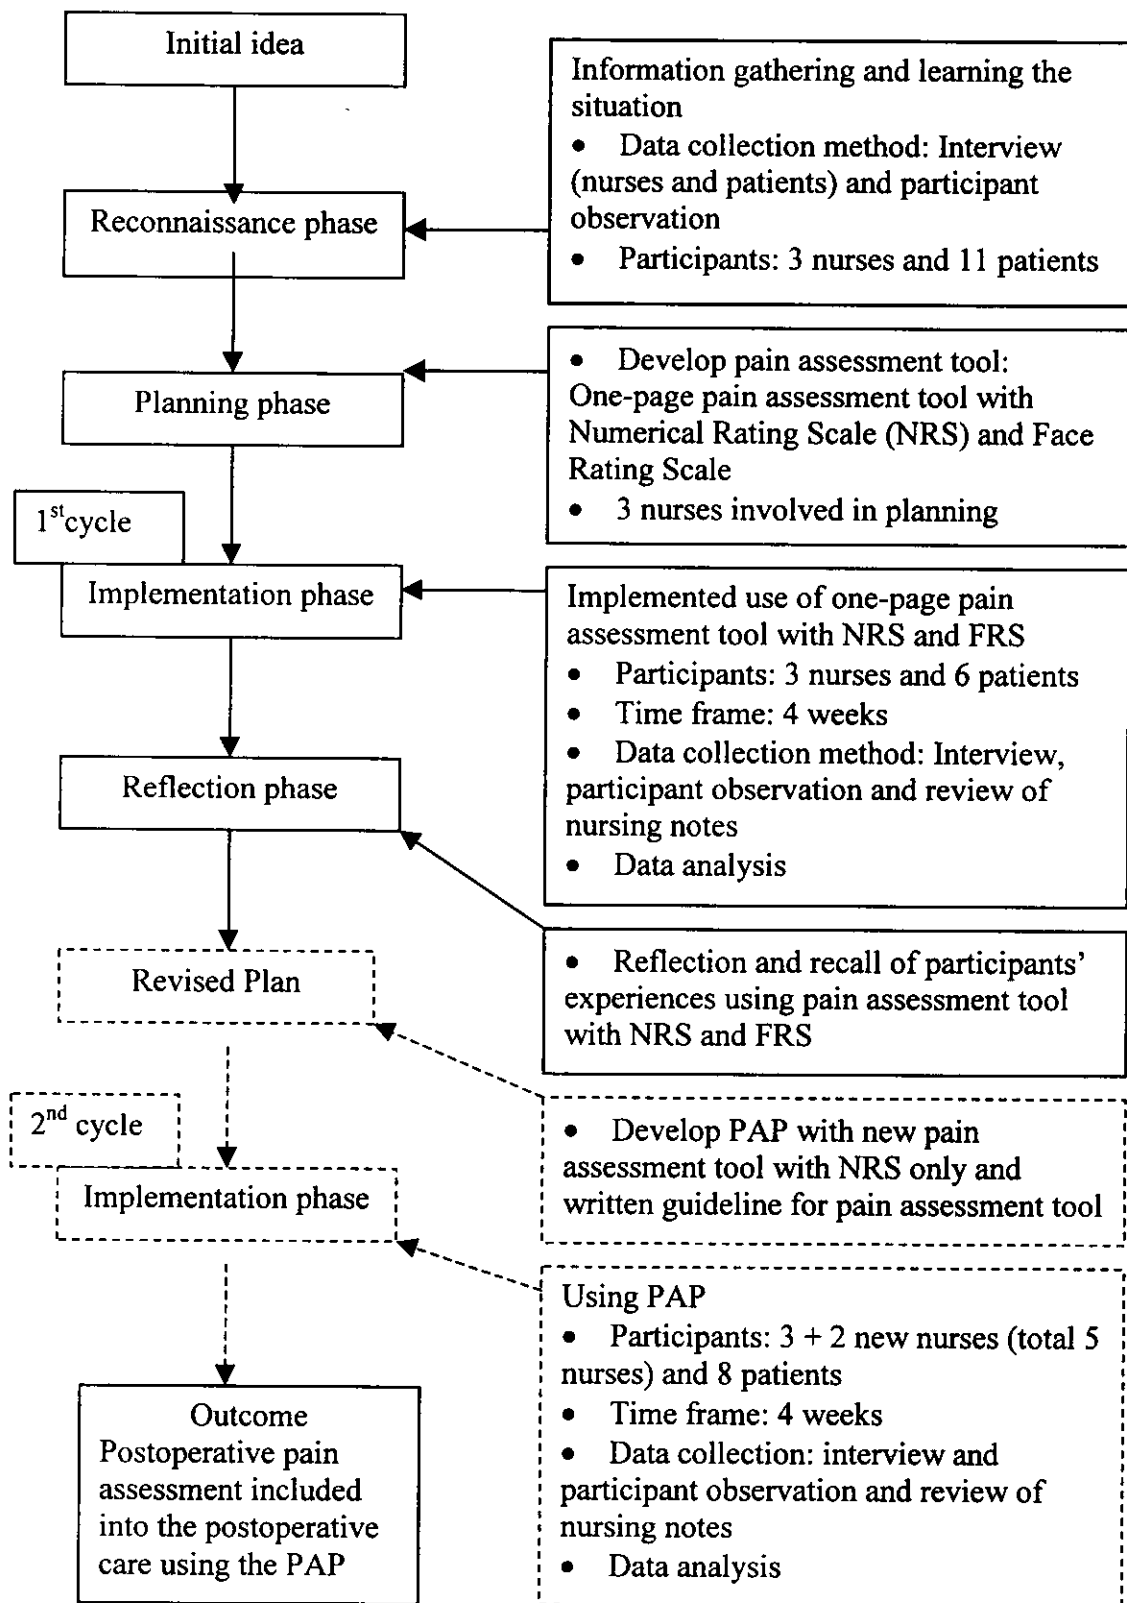 Initial idea
Information gathering and learning the
situation
• Data collection method: Interview
(nurses and patients) and participant
observation
• Participants: 3 nurses and 11 patients
Reconnaissance phase
• Develop pain assessment tool:
One-page pain assessment tool with
Numerical Rating Scale (NRS) and Face
Rating Scale
• 3 nurses involved in planning
Planning phase
1st cycle
Implementation phase
Implemented use of one-page pain
assessment tool with NRS and FRS
• Participants: 3 nurses and 6 patients
• Time frame: 4 weeks
• Data collection method: Interview,
participant observation and review of
nursing notes
• Data analysis
Reflection phase
• Reflection and recall of participants’
experiences using pain assessment tool
with NRS and FRS
Revised Plan
• Develop PAP with new pain
assessment tool with NRS only and
written guideline for pain assessment tool
2nd cycle
Implementation phase
Using PAP
• Participants: 3 + 2 new nurses (total 5
nurses) and 8 patients
• Time frame: 4 weeks
• Data collection: interview and
participant observation and review of
nursing notes
• Data analysis
Outcome
Postoperative pain
assessment included
into the postoperative
care using the PAP